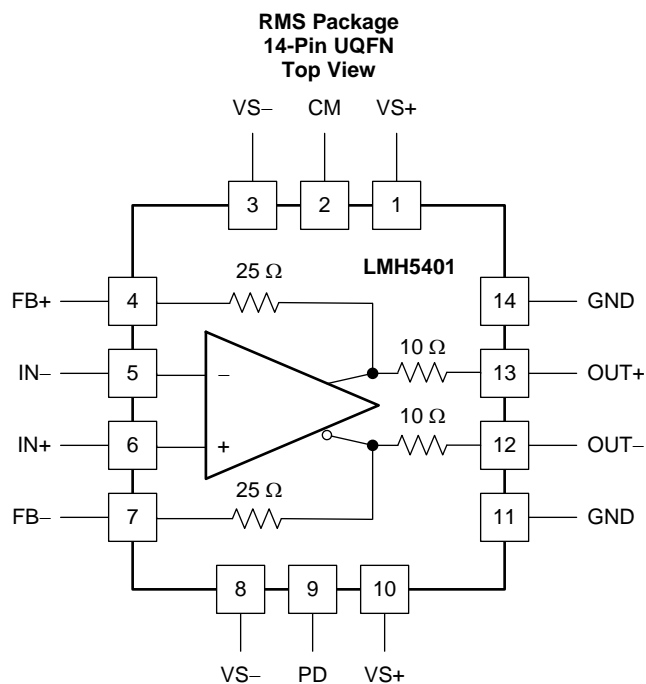 RMS Package
14-Pin UQFN
Top View
VS− CM VS+
3 2 1
25 Ω LMH5401
FB+ 4 14 GND
10 Ω
IN− 5 − 13 OUT+
10 Ω
IN+ 6 + 12 OUT−
25 Ω
FB− 7 11 GND
8 9 10
VS− PD VS+